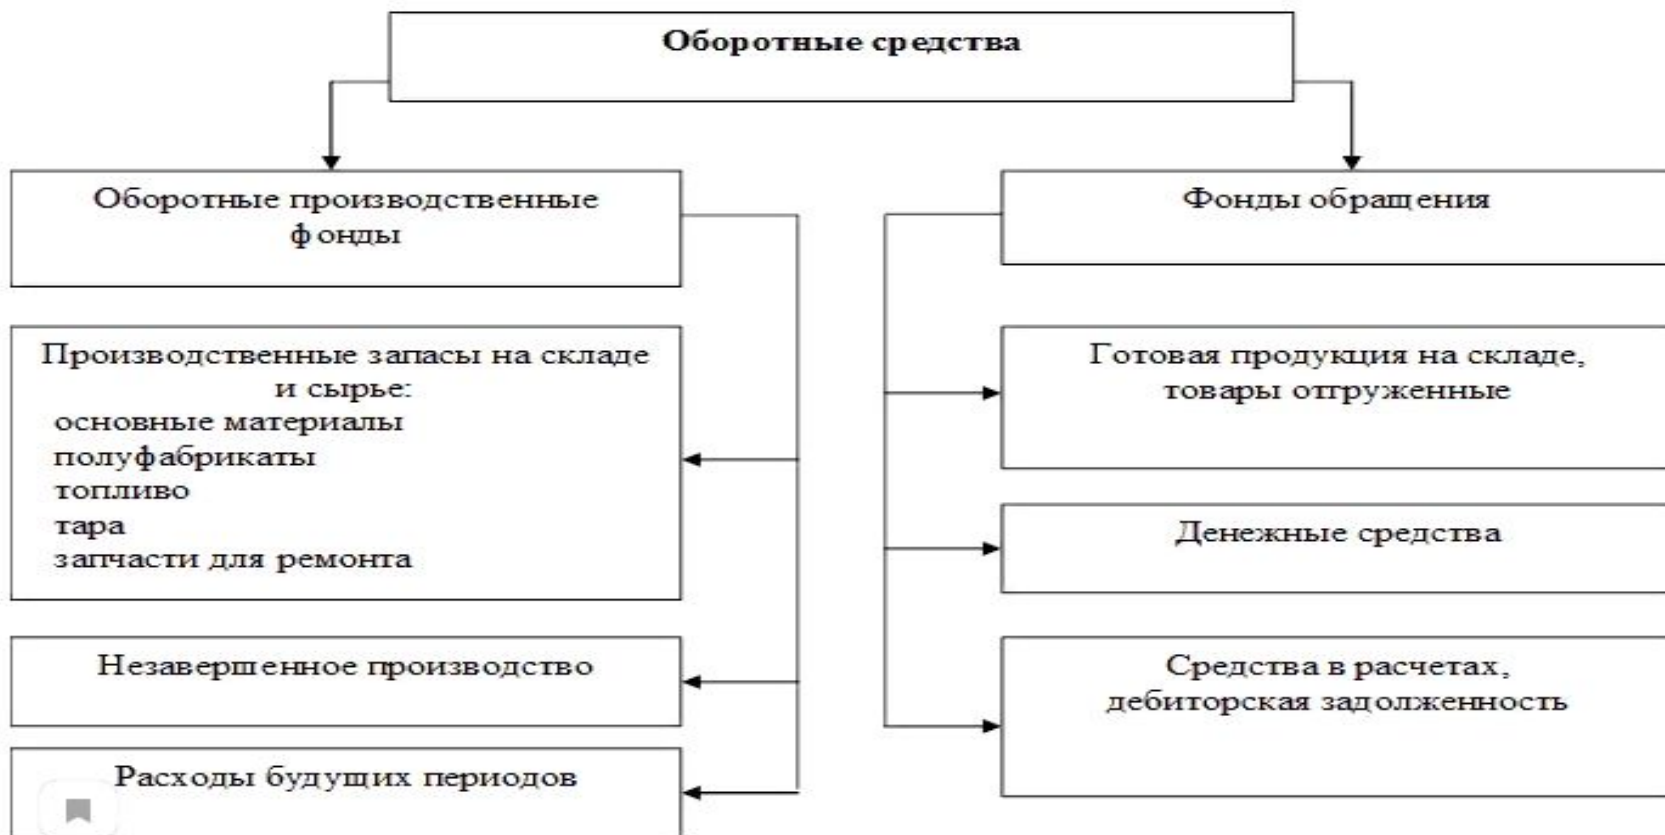 Оборотные средства
Оборотные производственные
фонды
Фонды обращения
Производственные запасы на складе
и сырье:
основные материалы
полуфабрикаты
топливо
тара
запчасти для ремонта
Готовая продукция на складе,
товары отгруженные
Денежные средства
Незавершенное производство
Средства в расчетах,
дебиторская задолженность
Расходы будущих периодов